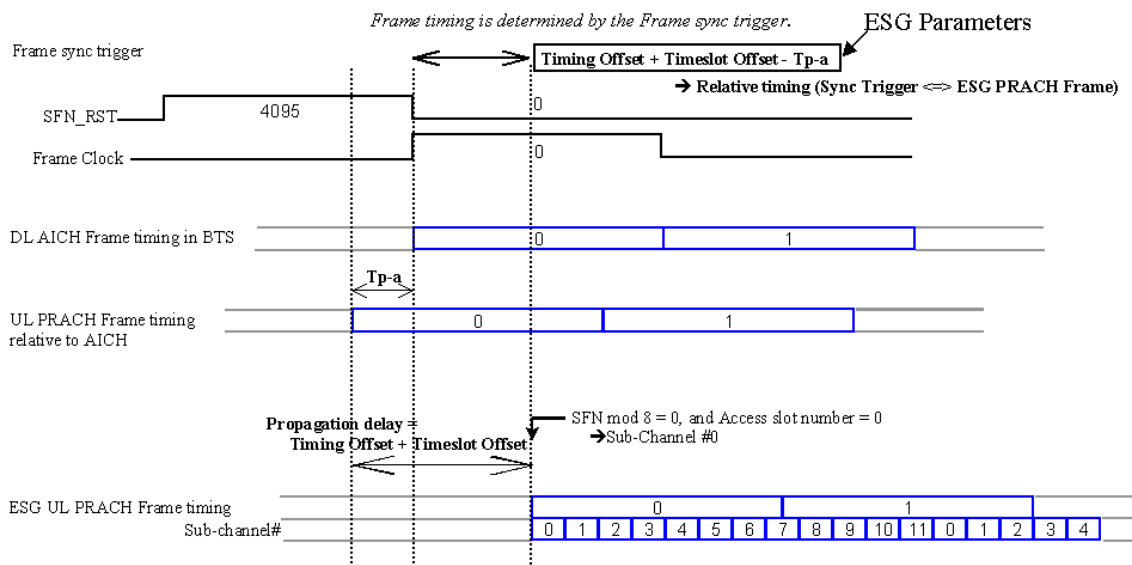 Frame timing is determined by the Frame sync trigger.
ESG Parameters
Frame sync trigger
Timing Offset + Timeslot Offset - Tp-a
➔ Relative timing (Sync Trigger <=> ESG PRACH Frame)
SFN_RST
4095
0
Frame Clock
0
DL AICH Frame timing in BTS
0
1
Tp-a
UL PRACH Frame timing
relative to AICH
0
1
SFN mod 8 = 0, and Access slot number = 0
➔Sub-Channel #0
Propagation delay =
Timing Offset + Timeslot Offset
ESG UL PRACH Frame timing
0
1
Sub-channel#
0 1 2 3 4 5 6 7 8 9 10 11 0 1 2 3 4